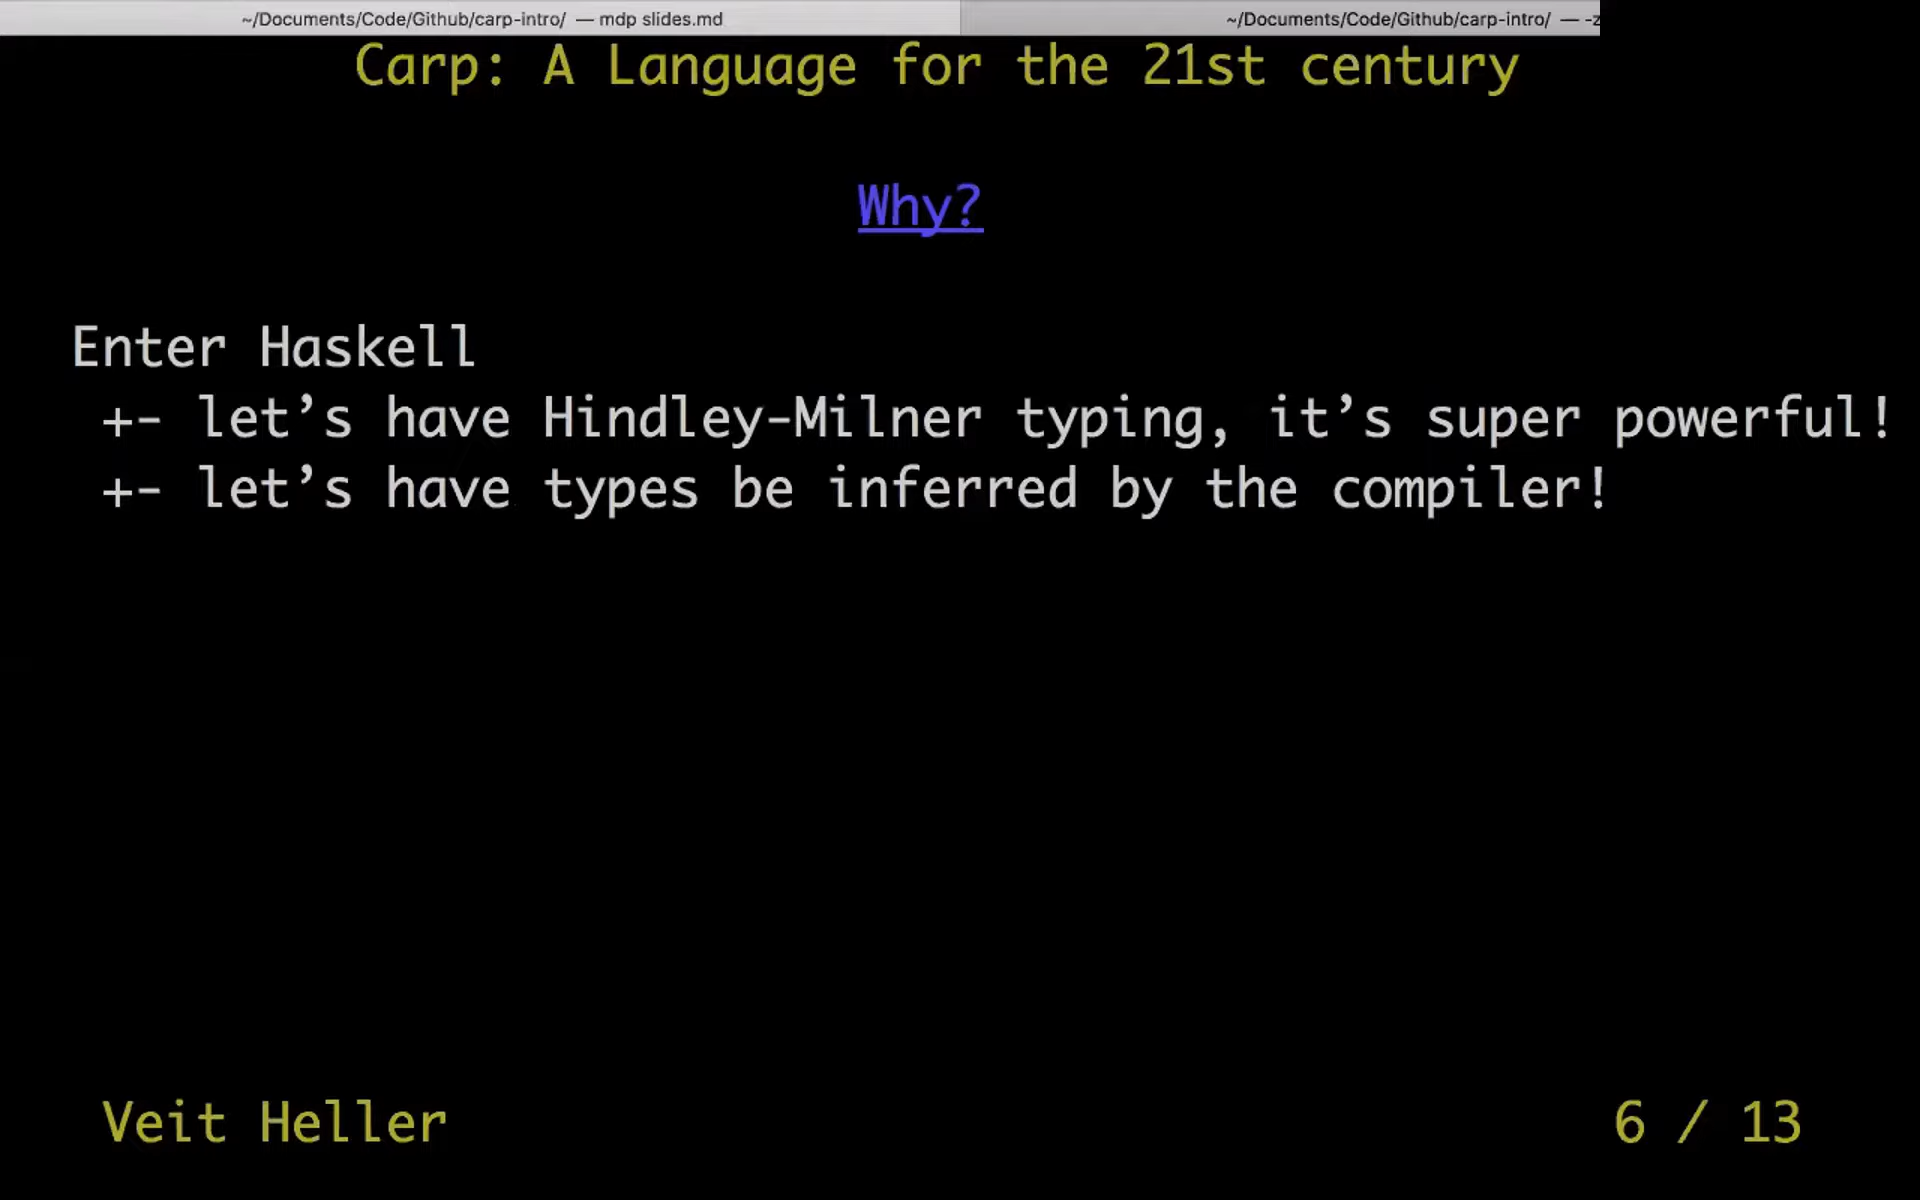 ~/Documents/Code/Github/carp-intro/ — mdp slides.md
~/Documents/Code/Github/carp-intro/ — -z
Carp: A Language for the 21st century
Why?
Enter Haskell
+- let’s have Hindley-Milner typing, it’s super powerful!
+- let’s have types be inferred by the compiler!
Veit Heller
6 / 13